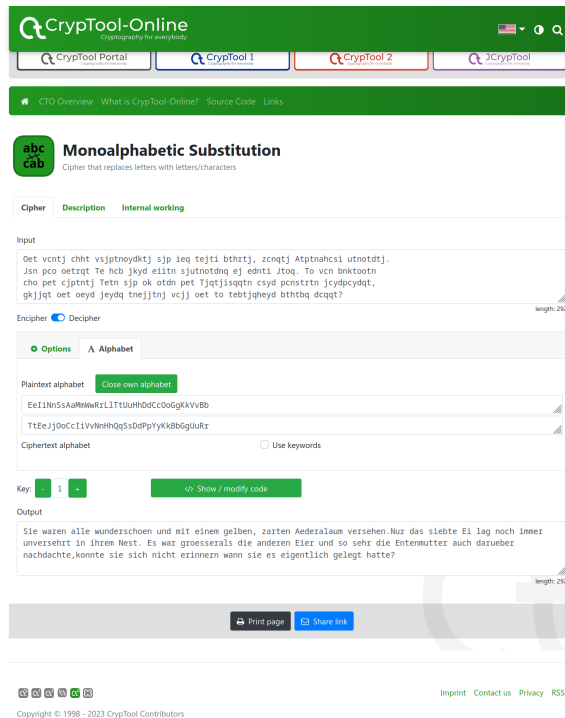 CrypTool-Online
Cryptography for everybody
CrypTool Portal
CrypTool 1
CrypTool 2
JCrypTool
CTO Overview What is CrypTool-Online? Source Code Links
abc
cab
Monoalphabetic Substitution
Cipher that replaces letters with letters/characters
Cipher Description Internal working
Input
Oet vcntj chht vsjptnoydktj sjp ieq tejti bthrtj, zcnqtj Atptnahcsi utnotdtj.
Jsn pco oetrqt Te hcb jkyd eiitn sjutnotdnq ej ednti Jtoq. To vcn bnktotn
cho pet cjptntj Tetn sjp ok otdn pet Tjqtjisqqtn csyd pcnstrtn jcydpcydqt,
gkjjqt oet oeyd jeydq tnejjtnj vcjj oet to tebtjqheyd bthtbq dcqqt?
length: 292
Encipher Decipher
Options Alphabet
Plaintext alphabet Close own alphabet
EeIiNnSsAaMmWwRrLlTtUuHhDdCcOoGgKkVvBb
TtEeJjOoCcIiVvNnHhQqSsDdPpYyKkBbGgUuRr
Ciphertext alphabet Use keywords
Key: - 1 + </> Show / modify code
Output
Sie waren alle wunderschoen und mit einem gelben, zarten Aederalaum versehen.Nur das siebte Ei lag noch immer
unversehrt in ihrem Nest. Es war groesserals die anderen Eier und so sehr die Entenmutter auch darueber
nachdachte,konnte sie sich nicht erinnern wann sie es eigentlich gelegt hatte?
length: 292
Print page Share link
Imprint Contact us Privacy RSS
Copyright © 1998 - 2023 CrypTool Contributors